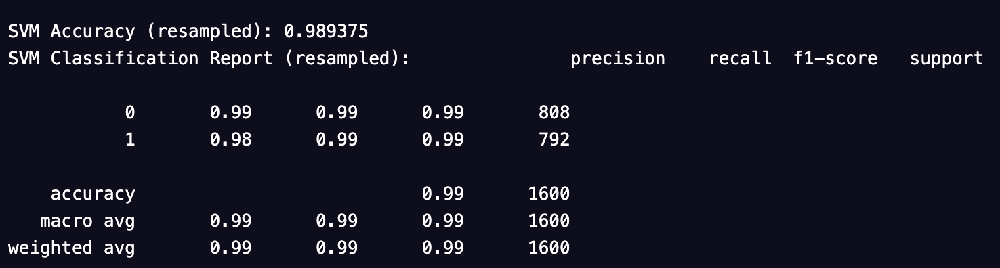 SVM Accuracy (resampled): 0.989375
SVM Classification Report (resampled):               precision    recall  f1-score   support

           0       0.99      0.99      0.99       808
           1       0.98      0.99      0.99       792

    accuracy                           0.99      1600
   macro avg       0.99      0.99      0.99      1600
weighted avg       0.99      0.99      0.99      1600